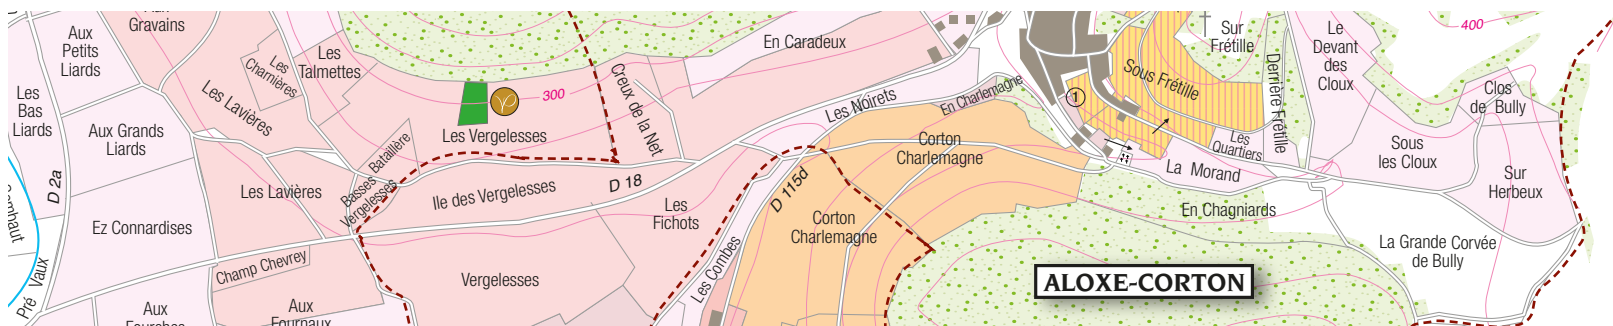 Gravains
Aux
Petits
Liards
Les
Charnières
Les
Talmettes
En Caradeux
Sur
Frétille
Le
Devant
des
Cloux
400
Les
Bas
Liards
Les Lavières
300
Creux de la Net
Les Noirets
En Charlemagne
1
Sous Frétille
Derrière Frétille
Clos
de Bully
Aux Grands
Liards
Les Vergelesses
Corton
Charlemagne
Les
Quartiers
Sous
les Cloux
Basses
Vergelesses
Bataillère
D 2a
Les Lavières
Ile des Vergelesses
D 18
D 115d
La Morand
Sur
Herbeux
Ez Connardises
Les
Fichots
Corton
Charlemagne
En Chagniards
La Grande Corvée
de Bully
Pré Vaux
Champ Chevrey
Vergelesses
Les Combes
ALOXE-CORTON
Aux
Aux
Fournaux